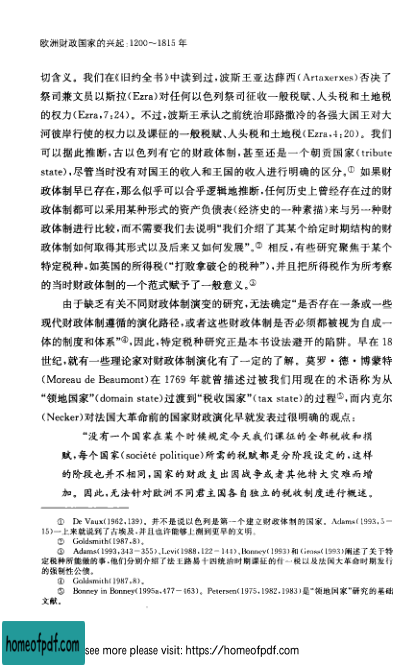 欧洲财政国家的兴起:1200～1815 年
切含义。我们在《旧约全书》中读到过,波斯王亚达薛西(Artaxerxes)否决了
祭司兼文员以斯拉(Ezra)对任何以色列祭司征收一般税赋、人头税和土地税
的权力(Ezra,7;24)。不过,波斯王承认之前统治耶路撒冷的各强大国王对大
河彼岸行使的权力以及课征的一般税赋、人头税和土地税(Ezra,4;20)。我们
可以据此推断,古以色列有它的财政体制,甚至还是一个朝贡国家(tribute
state),尽管当时没有对国王的收入和王国的收入进行明确的区分。① 如果财
政体制早已存在,那么似乎可以合乎逻辑地推断,任何历史上曾经存在过的财
政体制都可以采用某种形式的资产负债表(经济史的一种素描)来与另一种财
政体制进行比较,而不需要我们去说明“我们介绍了其某个给定时期结构的财
政体制如何取得其形式以及后来又如何发展”。② 相反,有些研究聚焦于某个
特定税种,如英国的所得税(“打败拿破仑的税种”),并且把所得税作为所考察
的当时财政体制的一个范式赋予了一般意义。③
由于缺乏有关不同财政体制演变的研究,无法确定“是否存在一条或一些
现代财政体制遵循的演化路径,或者这些财政体制是否必须都被视为自成一
体的制度和体系”④,因此,特定税种研究正是本书设法避开的陷阱。早在 18
世纪,就有一些理论家对财政体制演化有了一定的了解。莫罗·德·博蒙特
(Moreau de Beaumont)在 1769 年就曾描述过被我们用现在的术语称为从
“领地国家”(domain state)过渡到“税收国家”(tax state)的过程⑤,而内克尔
(Necker)对法国大革命前的国家财政演化早就发表过很明确的观点:
“没有一个国家在某个时候规定今天我们课征的全部税收和捐
赋,每个国家(société politique)所需的税赋都是分阶段设定的,这样
的阶段也并不相同,国家的财政支出因战争或者其他特大灾难而增
加。因此,无法针对欧洲不同君主国各自独立的税收制度进行概述。
① De Vaux(1962,139)。并不是说以色列是第一个建立财政体制的国家。Adams(1993,5-
15)一上来就说到了古埃及,并且也许能够上溯到更早的文明。
② Goldsmith(1987,8)。
③ Adams(1993,343-355)、Levi(1988,122-144)、Bonney(1993)和 Gross(1993)阐述了关于特
定税种所能做的事,他们分别介绍了法王路易十四统治时期课征的什一税以及法国大革命时期发行
的强制性公债。
④ Goldsmith(1987,8)。
⑤ Bonney in Bonney(1995a,477-463)。Petersen(1975,1982,1983)是“领地国家”研究的基础
文献。
homeofpdf.com
see more please visit: https://homeofpdf.com